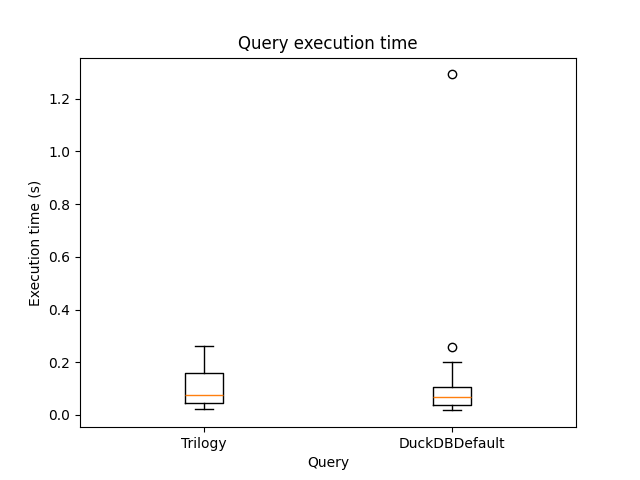 Query execution time
1.2
1.0
0.8
0.6
0.4
0.2
0.0
Execution time (s)
Trilogy
DuckDBDefault
Query